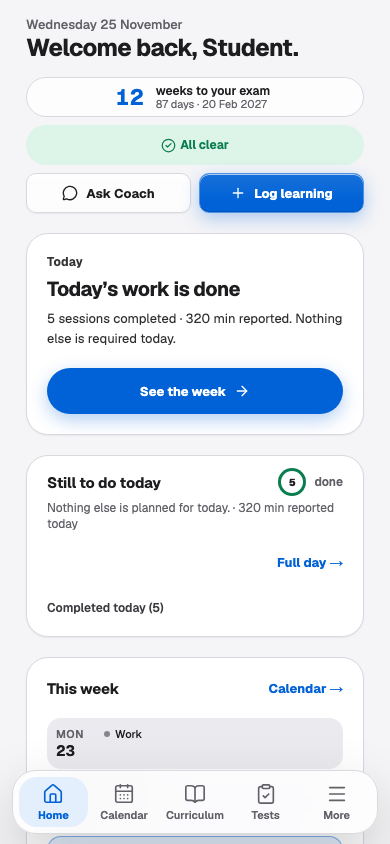 Wednesday 25 November
Welcome back, Student.
12 weeks to your exam
87 days · 20 Feb 2027
All clear
Ask Coach
Log learning
Today
Today's work is done
5 sessions completed · 320 min reported. Nothing
else is required today.
See the week →
Still to do today
5 done
Nothing else is planned for today. · 320 min reported
today
Full day →
Completed today (5)
This week
Calendar →
MON
Work
23
Home
Calendar
Curriculum
Tests
More